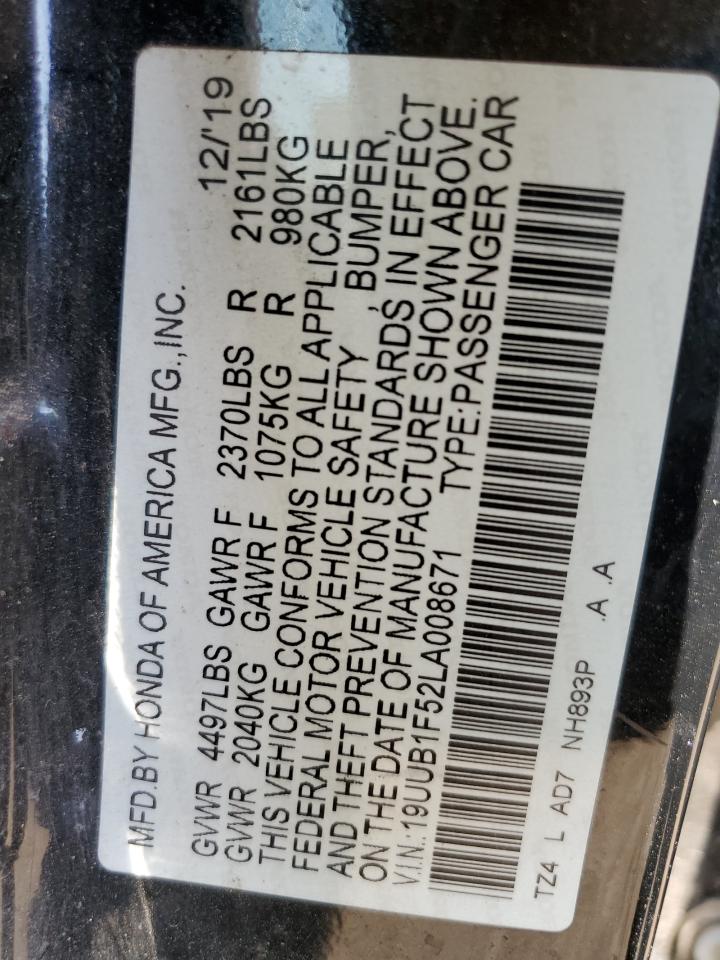 MFD.BY HONDA OF AMERICA MFG.,INC. 12/'19
GVWR 4497LBS GAWR F 2370LBS R 2161LBS
GVWR 2040KG GAWR F 1075KG R 980KG
THIS VEHICLE CONFORMS TO ALL APPLICABLE
FEDERAL MOTOR VEHICLE SAFETY , BUMPER,
AND THEFT PREVENTION STANDARDS, IN EFFECT
ON THE DATE OF MANUFACTURE SHOWN ABOVE.
V.I.N.:19UUB1F52LA008671 TYPE:PASSENGER CAR
TZ4 L AD7 NH893P .A .A